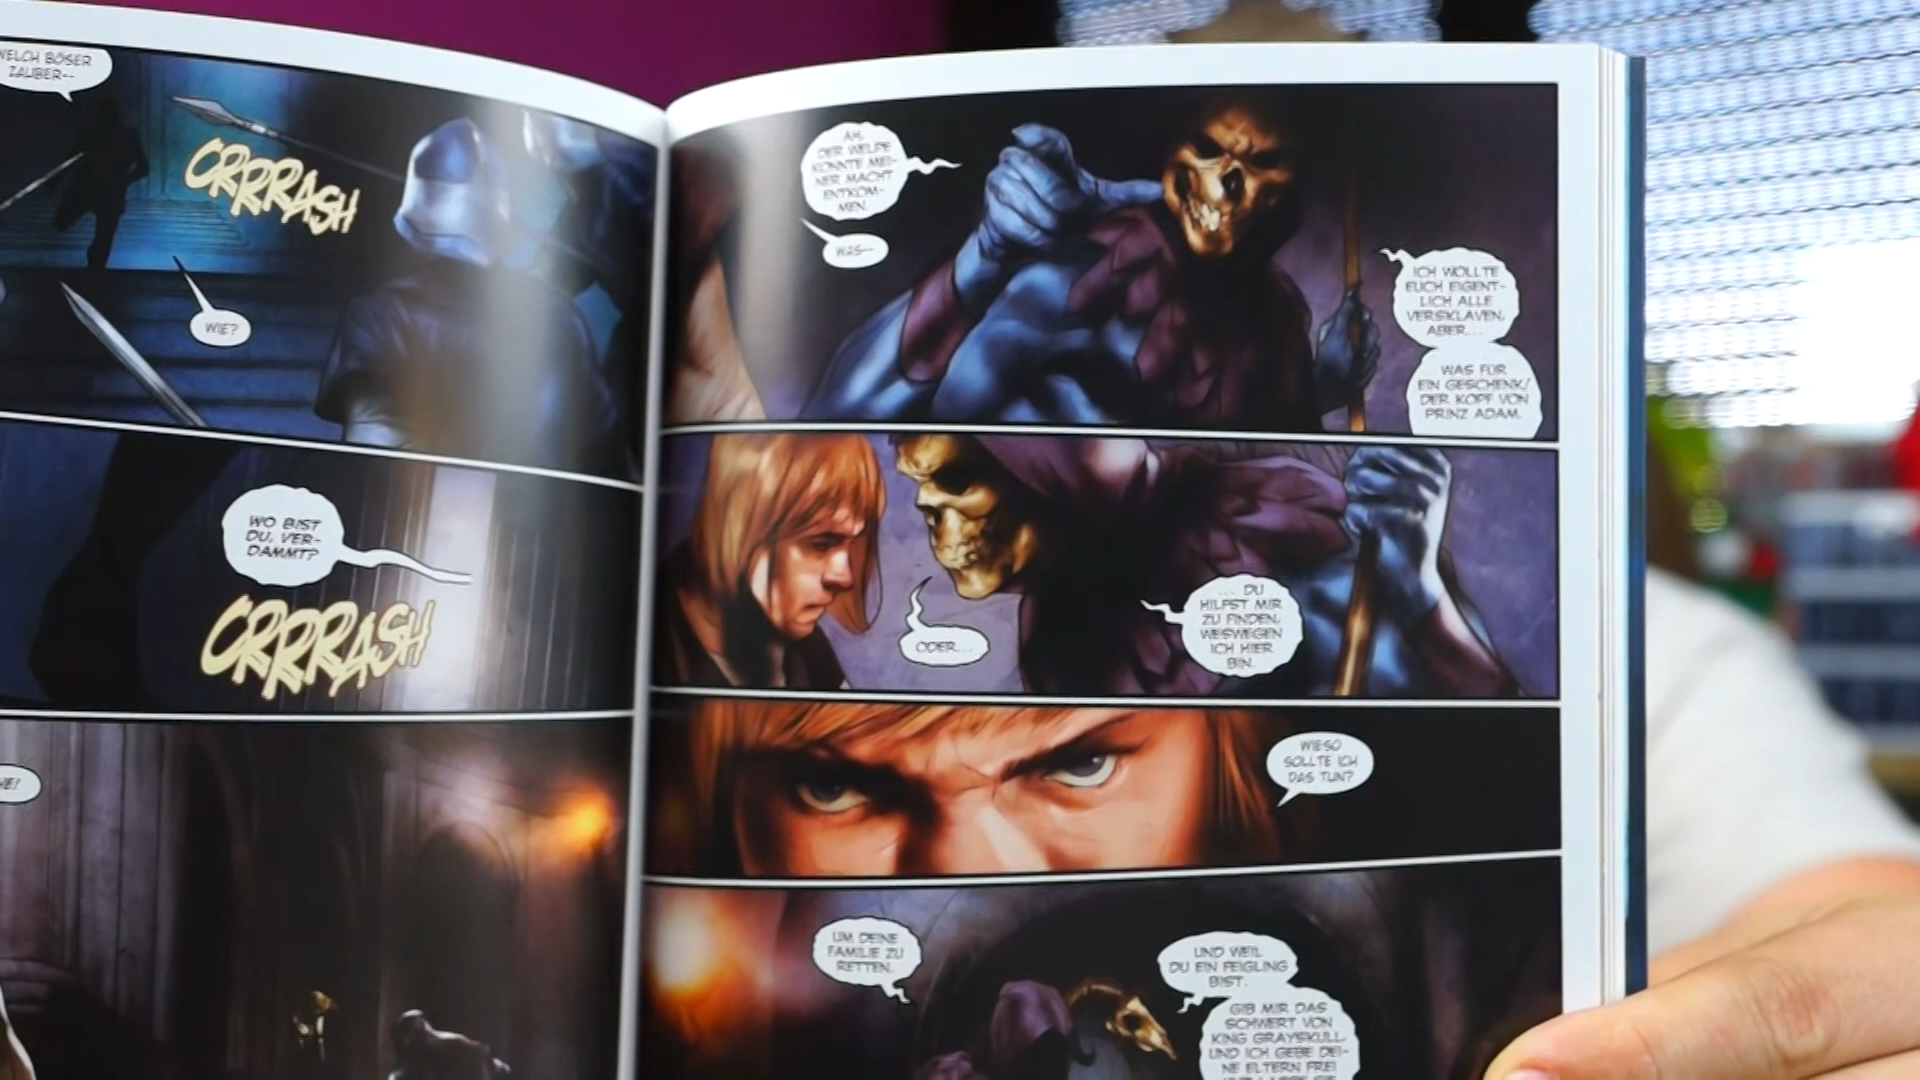 WELCH BÖSER
ZAUBER--
CRRRASH
WIE?
WO BIST
DU, VER-
DAMMT?
CRRRASH
HE!
AH,
DER WELPE
KONNTE MEI-
NER MACHT
ENTKOM-
MEN.
WAS--
ICH WOLLTE
EUCH EIGENT-
LICH ALLE
VERSKLAVEN,
ABER...
WAS FÜR
EIN GESCHENK!
DER KOPF VON
PRINZ ADAM.
ODER...
... DU
HILFST MIR
ZU FINDEN,
WESWEGEN
ICH HIER
BIN.
WIESO
SOLLTE ICH
DAS TUN?
UM DEINE
FAMILIE ZU
RETTEN.
UND WEIL
DU EIN FEIGLING
BIST.
GIB MIR DAS
SCHWERT VON
KING GRAYSKULL,
UND ICH GEBE DEI-
NE ELTERN FREI